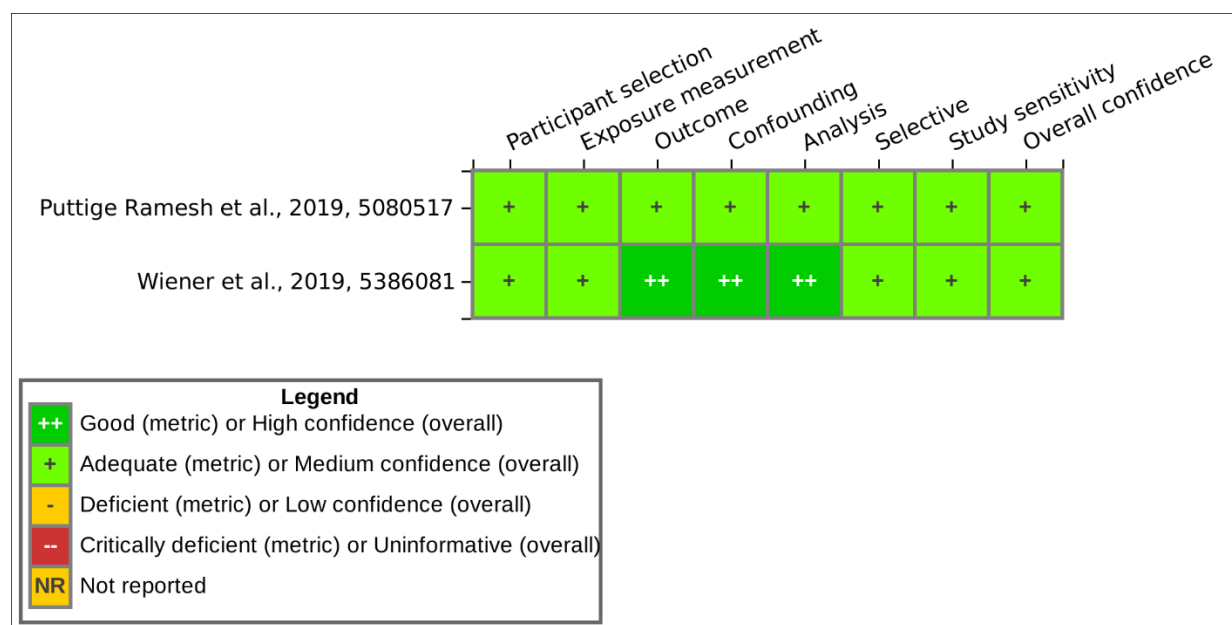 Participant selection
Exposure measurement
Outcome
Confounding
Analysis
Selective
Study sensitivity
Overall confidence
Puttige Ramesh et al., 2019, 5080517
+ + + + + + + +
Wiener et al., 2019, 5386081
+ + ++ ++ ++ + + +
Legend
++ Good (metric) or High confidence (overall)
+ Adequate (metric) or Medium confidence (overall)
- Deficient (metric) or Low confidence (overall)
-- Critically deficient (metric) or Uninformative (overall)
NR Not reported